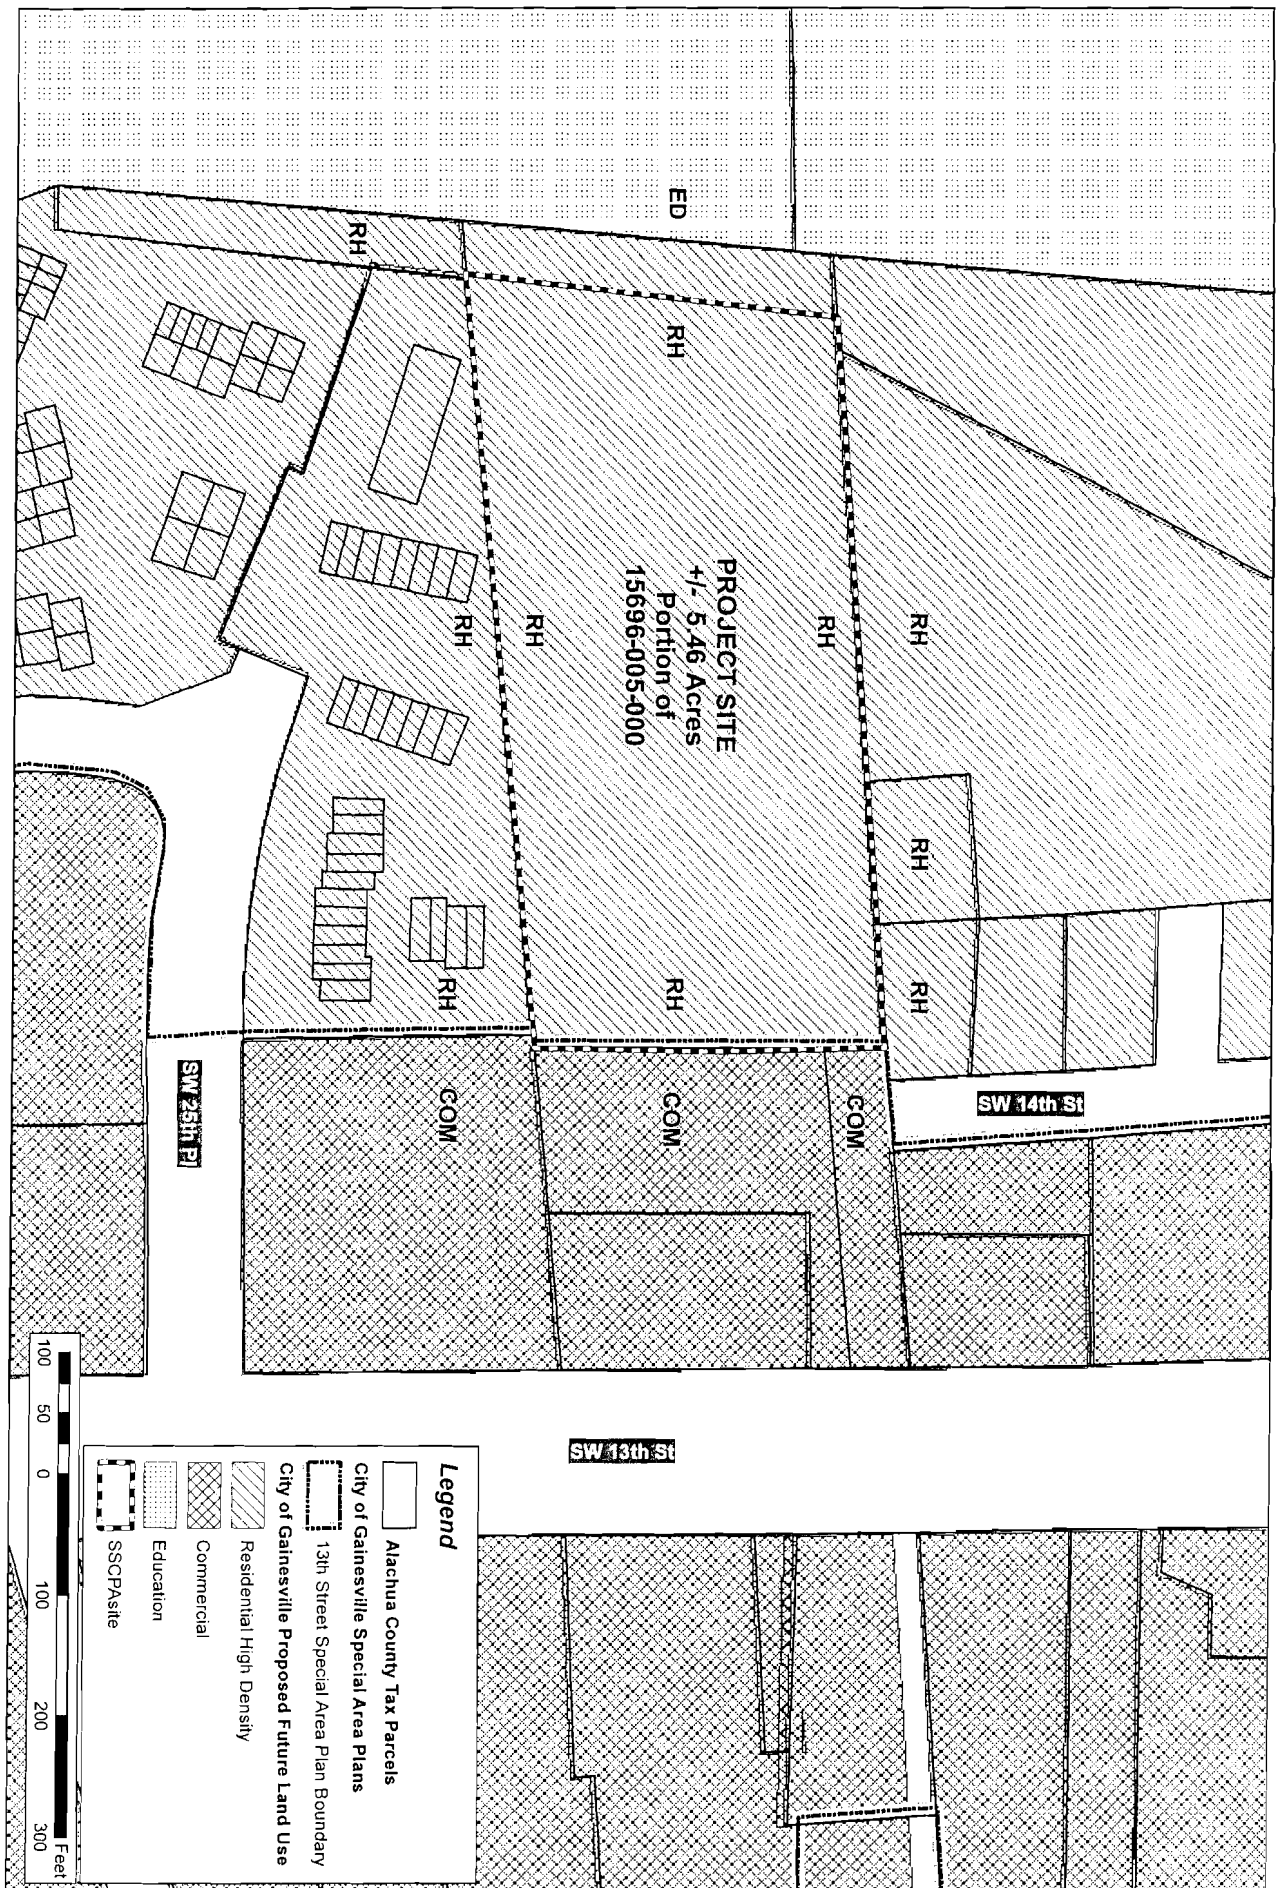 ED
RH
RH
RH
RH
RH
RH
RH
RH
RH
RH
PROJECT SITE
+/- 5.46 Acres
Portion of
15696-005-000
COM
COM
COM
SW 14th St
SW 25th Pl
SW 13th St
Legend
Alachua County Tax Parcels
City of Gainesville Special Area Plans
13th Street Special Area Plan Boundary
City of Gainesville Proposed Future Land Use
Residential High Density
Commercial
Education
SSCPAsite
100 50 0 100 200 300
Feet